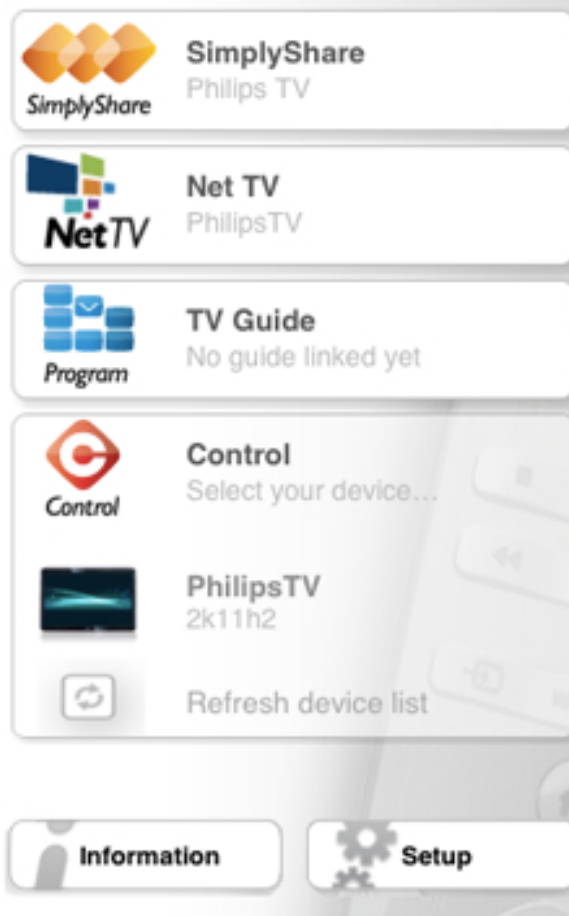 SimplyShare
SimplyShare
Philips TV
NetTV
Net TV
PhilipsTV
Program
TV Guide
No guide linked yet
Control
Control
Select your device...
PhilipsTV
2k11h2
Refresh device list
Information
Setup